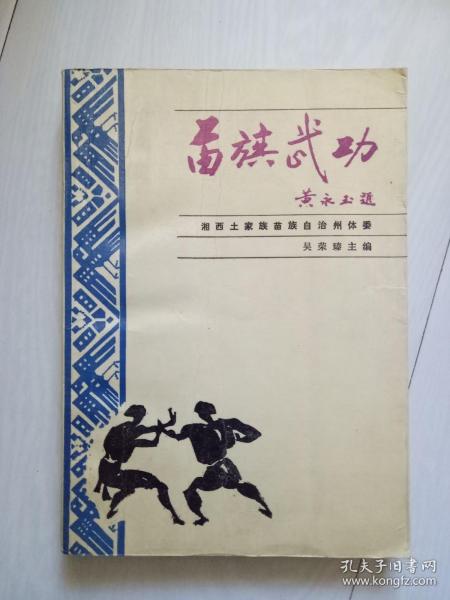 苗族武功
黄永玉题
湘西土家族苗族自治州体委
吴荣臻主编
孔夫子旧书网
www.kongfz.com